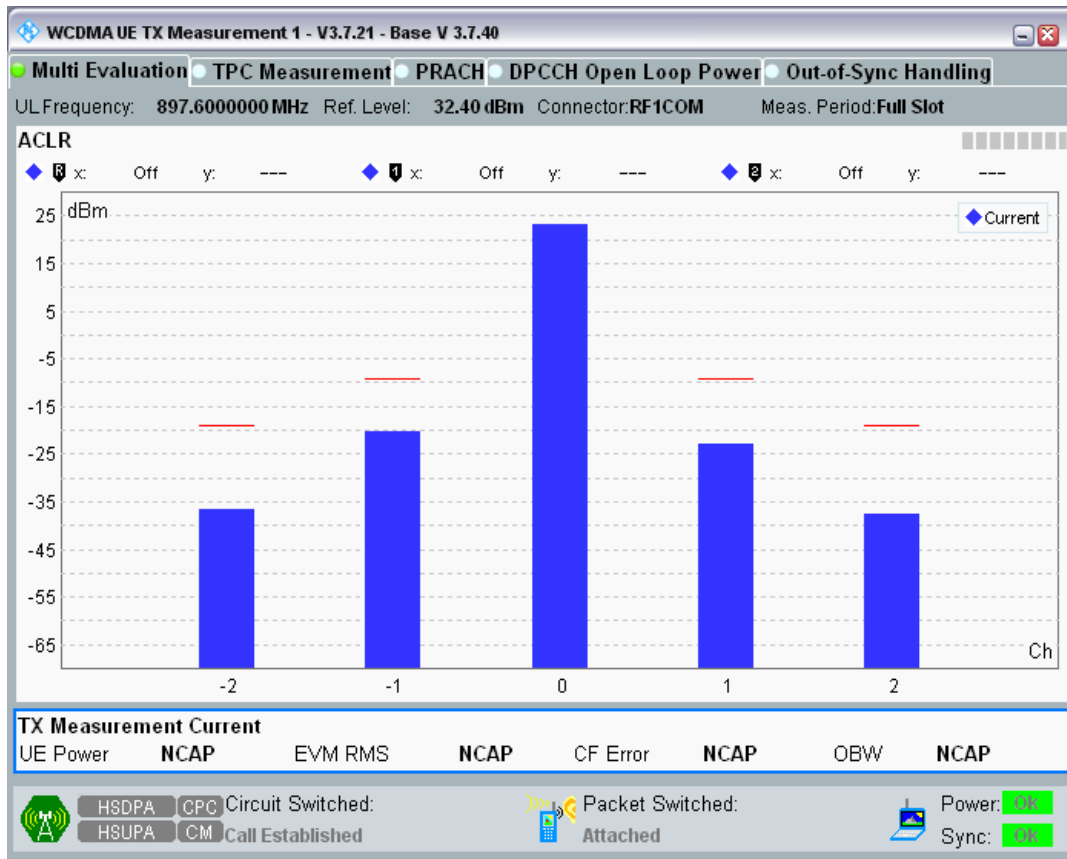 WCDMA UE TX Measurement 1 - V3.7.21 - Base V 3.7.40
Multi Evaluation TPC Measurement PRACH DPCCH Open Loop Power Out-of-Sync Handling
UL Frequency: 897.6000000 MHz Ref. Level: 32.40 dBm Connector:RF1COM Meas. Period:Full Slot
ACLR
R x: Off y: --- 1 x: Off y: --- 2 x: Off y: ---
dBm
Current
25
15
5
-5
-15
-25
-35
-45
-55
-65
Ch
-2 -1 0 1 2
TX Measurement Current
UE Power NCAP EVM RMS NCAP CF Error NCAP OBW NCAP
HSDPA CPC Circuit Switched: Packet Switched: Power: Ok
HSUPA CM Call Established Attached Sync: Ok